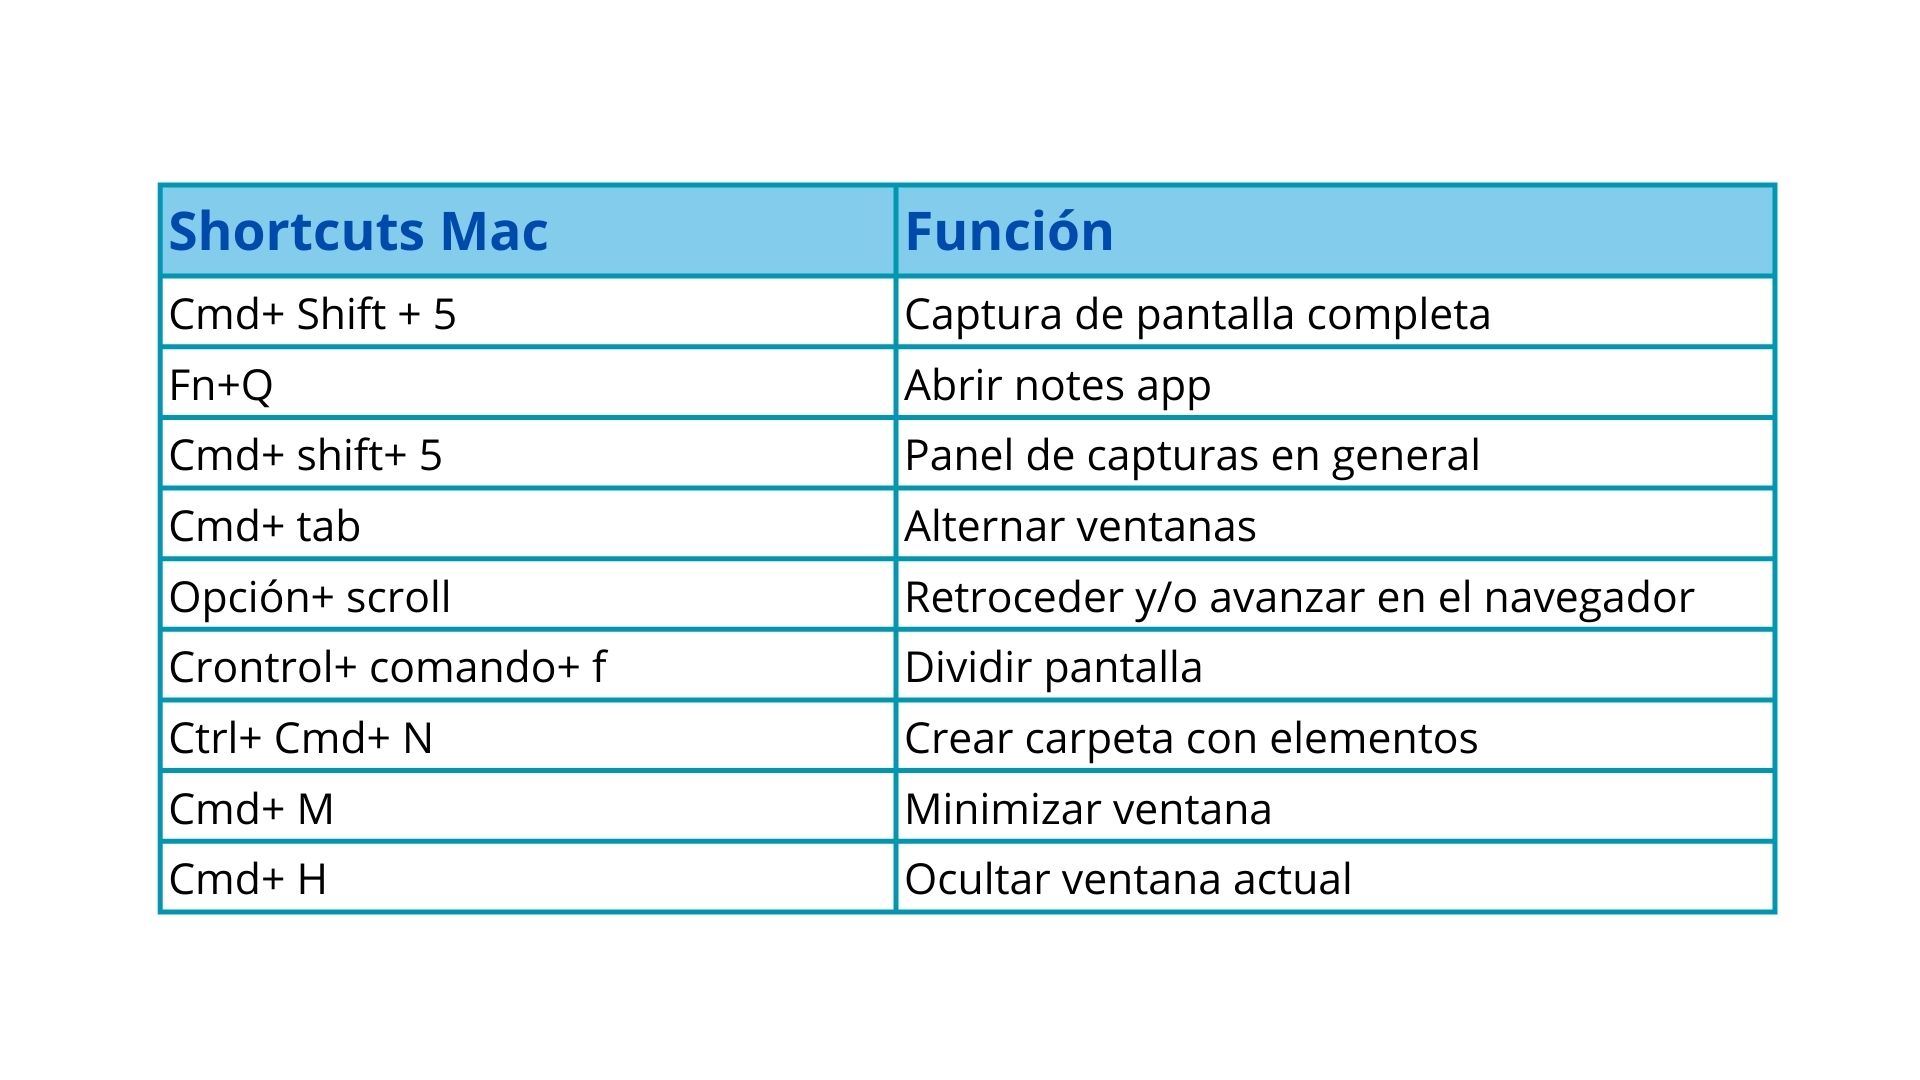 Shortcuts Mac Función
Cmd+ Shift + 5 Captura de pantalla completa
Fn+Q Abrir notes app
Cmd+ shift+ 5 Panel de capturas en general
Cmd+ tab Alternar ventanas
Opción+ scroll Retroceder y/o avanzar en el navegador
Crontrol+ comando+ f Dividir pantalla
Ctrl+ Cmd+ N Crear carpeta con elementos
Cmd+ M Minimizar ventana
Cmd+ H Ocultar ventana actual